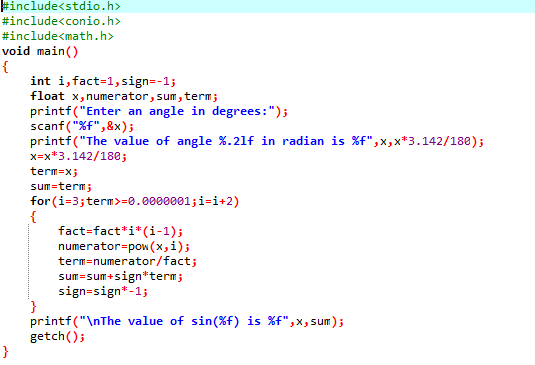 #include<stdio.h>
#include<conio.h>
#include<math.h>
void main()
{
    int i,fact=1,sign=-1;
    float x,numerator,sum,term;
    printf("Enter an angle in degrees:");
    scanf("%f",&x);
    printf("The value of angle %.2lf in radian is %f",x,x*3.142/180);
    x=x*3.142/180;
    term=x;
    sum=term;
    for(i=3;term>=0.0000001;i=i+2)
    {
        fact=fact*i*(i-1);
        numerator=pow(x,i);
        term=numerator/fact;
        sum=sum+sign*term;
        sign=sign*-1;
    }
    printf("\nThe value of sin(%f) is %f",x,sum);
    getch();
}